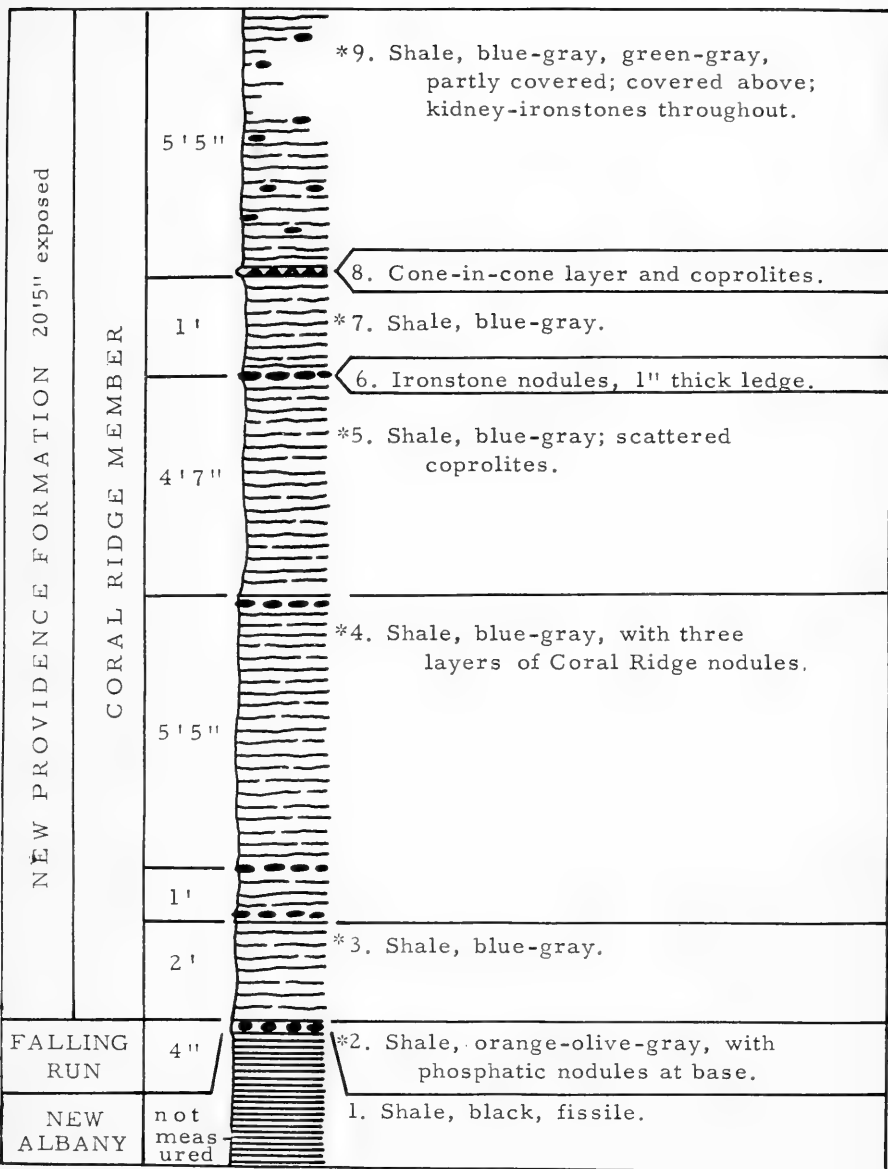 NEW PROVIDENCE FORMATION 20'5" exposed
CORAL RIDGE MEMBER
5'5"
*9. Shale, blue-gray, green-gray,
partly covered; covered above;
kidney-ironstones throughout.
8. Cone-in-cone layer and coprolites.
1'
*7. Shale, blue-gray.
6. Ironstone nodules, 1" thick ledge.
4'7"
*5. Shale, blue-gray; scattered
coprolites.
5'5"
*4. Shale, blue-gray, with three
layers of Coral Ridge nodules.
1'
2'
*3. Shale, blue-gray.
FALLING
RUN
4"
*2. Shale, orange-olive-gray, with
phosphatic nodules at base.
NEW
ALBANY
not
meas-
ured
1. Shale, black, fissile.